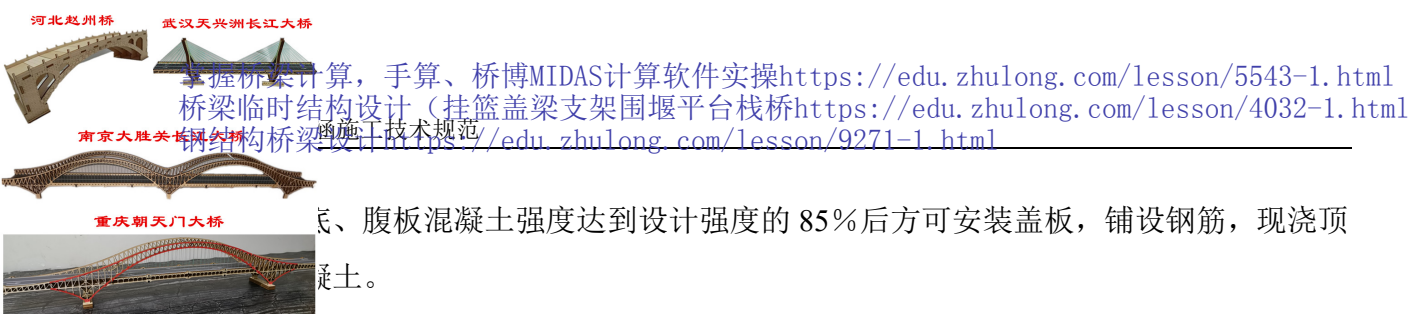 河北赵州桥
武汉天兴洲长江大桥
掌握桥梁计算，手算、桥博MIDAS计算软件实操https://edu.zhulong.com/lesson/5543-1.html
桥梁临时结构设计（挂篮盖梁支架围堰平台栈桥https://edu.zhulong.com/lesson/4032-1.html
南京大胜关长江大桥
涵施工技术规范
钢结构桥梁设计https://edu.zhulong.com/lesson/9271-1.html
重庆朝天门大桥
底、腹板混凝土强度达到设计强度的 85％后方可安装盖板，铺设钢筋，现浇顶
凝土。